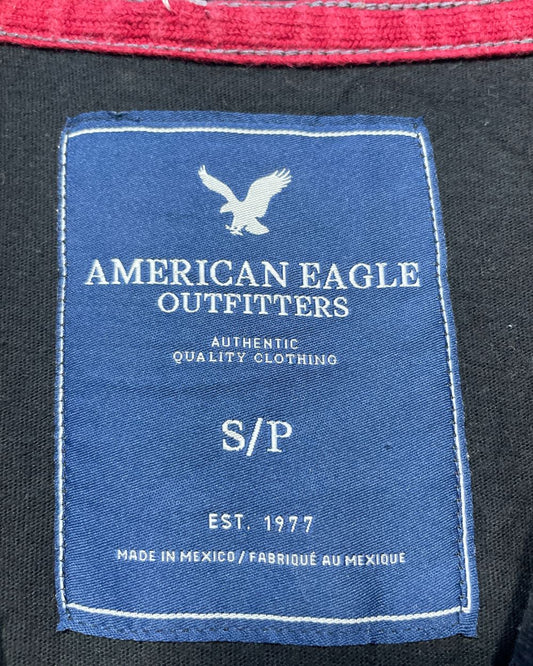 AMERICAN EAGLE
OUTFITTERS
AUTHENTIC
QUALITY CLOTHING
S/P
EST. 1977
MADE IN MEXICO / FABRIQUÉ AU MEXIQUE